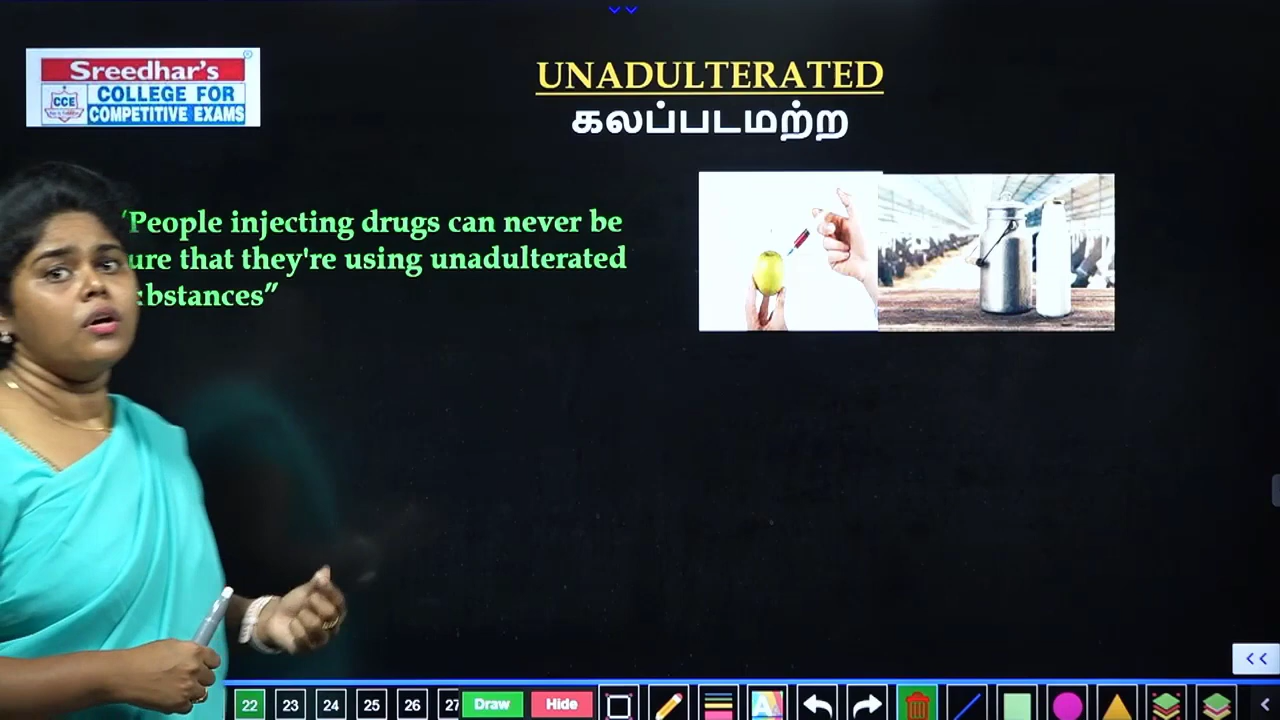 Sreedhar's
CCE
COLLEGE FOR
COMPETITIVE EXAMS
UNADULTERATED
கலப்படமற்ற
“People injecting drugs can never be
ure that they're using unadulterated
bstances”
22 23 24 25 26 27 Draw Hide